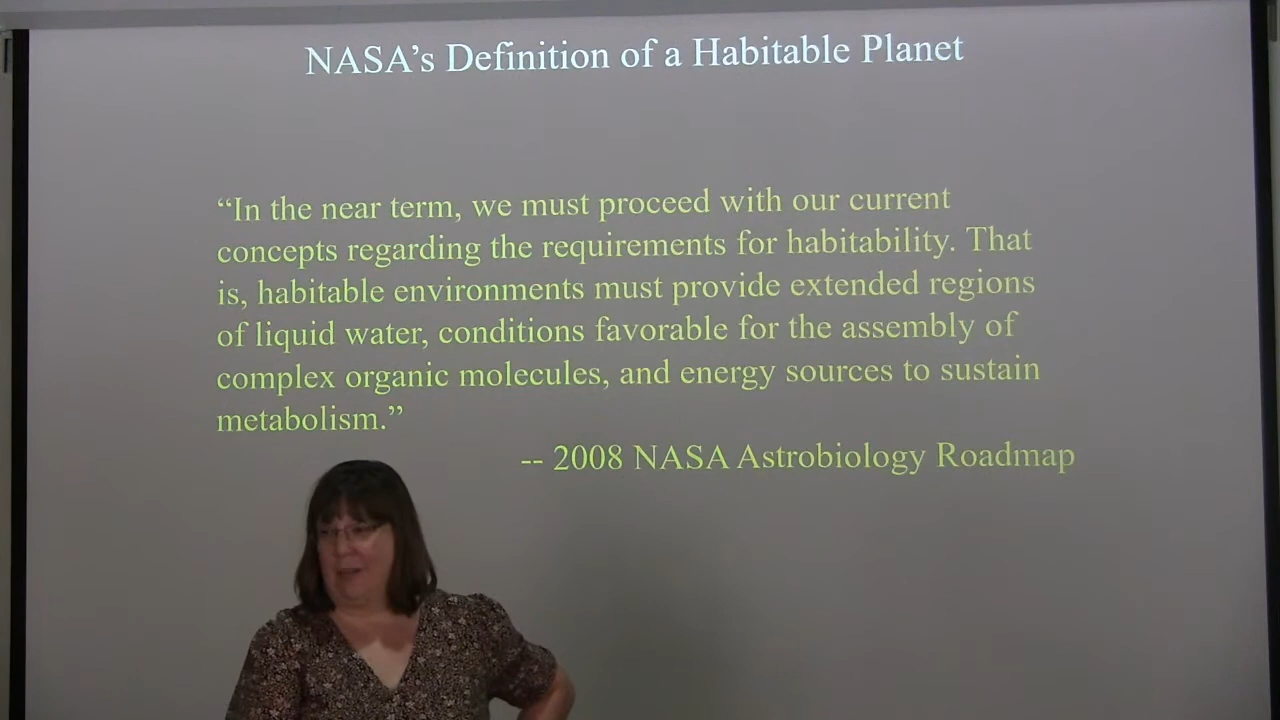 NASA’s Definition of a Habitable Planet
“In the near term, we must proceed with our current
concepts regarding the requirements for habitability. That
is, habitable environments must provide extended regions
of liquid water, conditions favorable for the assembly of
complex organic molecules, and energy sources to sustain
metabolism.”
-- 2008 NASA Astrobiology Roadmap